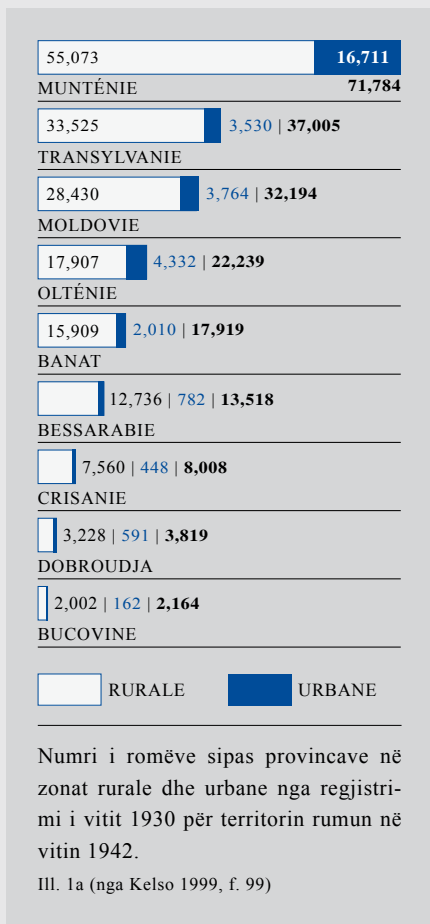 55,073 16,711
MUNTÉNIE 71,784
33,525 3,530 | 37,005
TRANSYLVANIE
28,430 3,764 | 32,194
MOLDOVIE
17,907 4,332 | 22,239
OLTÉNIE
15,909 2,010 | 17,919
BANAT
12,736 | 782 | 13,518
BESSARABIE
7,560 | 448 | 8,008
CRISANIE
3,228 | 591 | 3,819
DOBROUDJA
2,002 | 162 | 2,164
BUCOVINE
RURALE URBANE
Numri i romëve sipas provincave në
zonat rurale dhe urbane nga regjistri-
mi i vitit 1930 për territorin rumun në
vitin 1942.
Ill. 1a (nga Kelso 1999, f. 99)